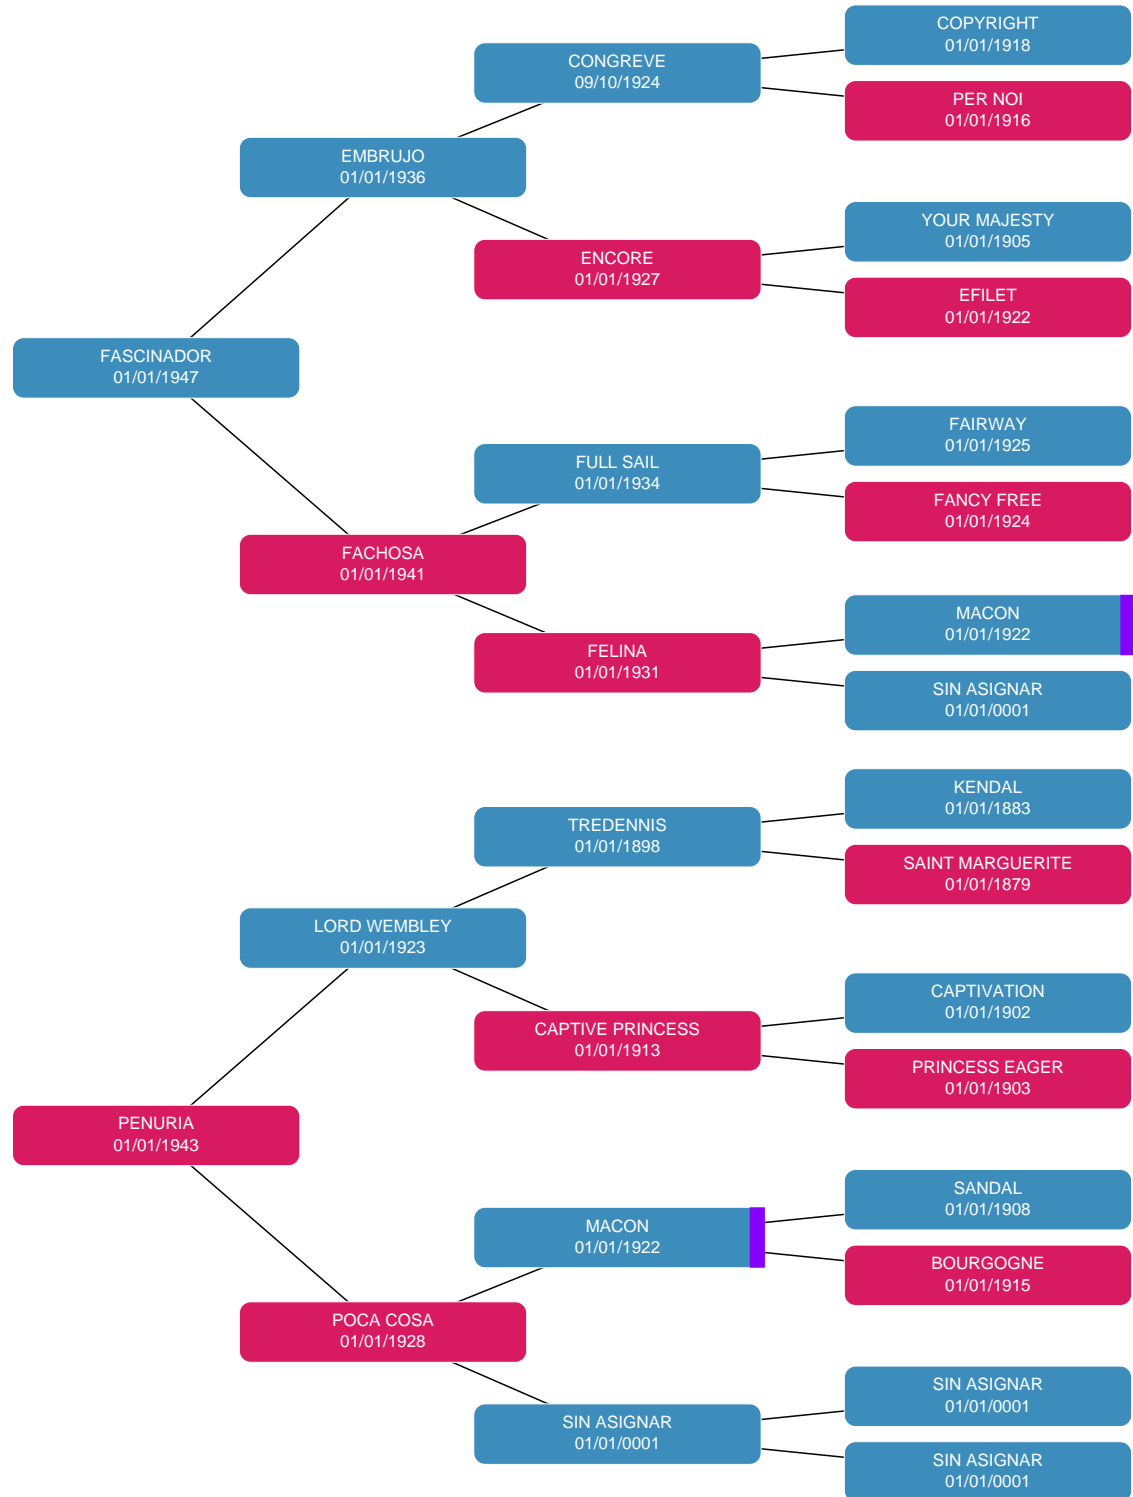 COPYRIGHT
01/01/1918
CONGREVE
09/10/1924
PER NOI
01/01/1916
EMBRUJO
01/01/1936
YOUR MAJESTY
01/01/1905
ENCORE
01/01/1927
EFILET
01/01/1922
FASCINADOR
01/01/1947
FAIRWAY
01/01/1925
FULL SAIL
01/01/1934
FANCY FREE
01/01/1924
FACHOSA
01/01/1941
MACON
01/01/1922
FELINA
01/01/1931
SIN ASIGNAR
01/01/0001
KENDAL
01/01/1883
TREDENNIS
01/01/1898
SAINT MARGUERITE
01/01/1879
LORD WEMBLEY
01/01/1923
CAPTIVATION
01/01/1902
CAPTIVE PRINCESS
01/01/1913
PRINCESS EAGER
01/01/1903
PENURIA
01/01/1943
SANDAL
01/01/1908
MACON
01/01/1922
BOURGOGNE
01/01/1915
POCA COSA
01/01/1928
SIN ASIGNAR
01/01/0001
SIN ASIGNAR
01/01/0001
SIN ASIGNAR
01/01/0001